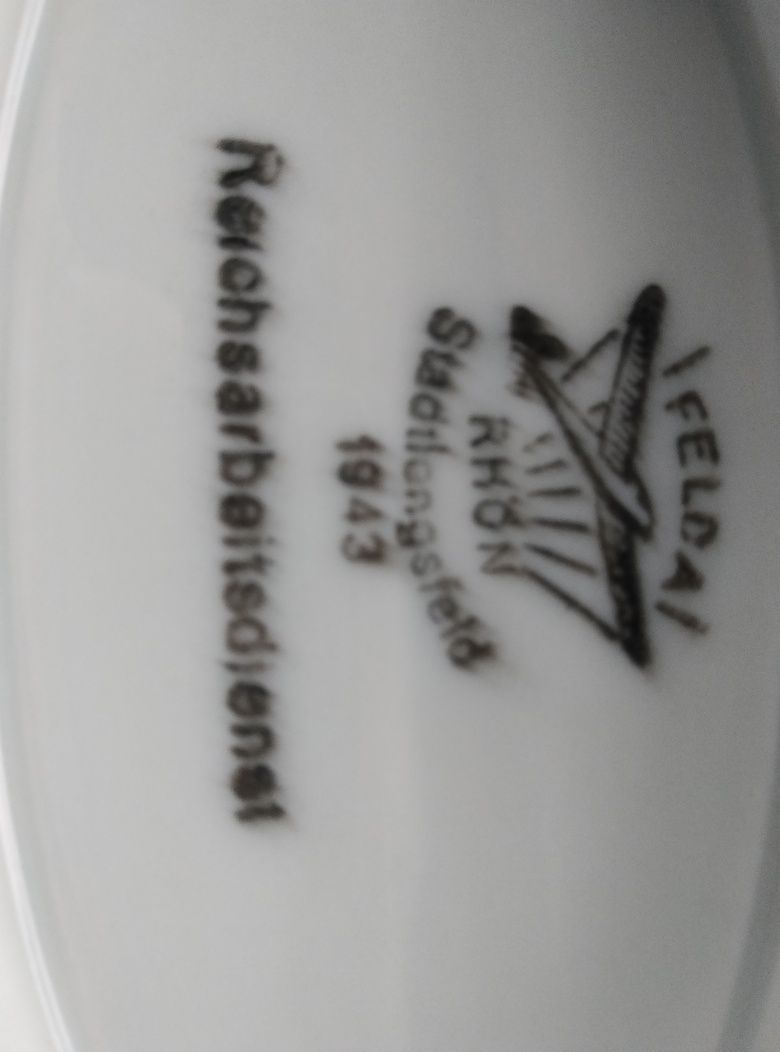 FELDA
RHÖN
Stadtlengsfeld
1943
Reichsarbeitsdienst